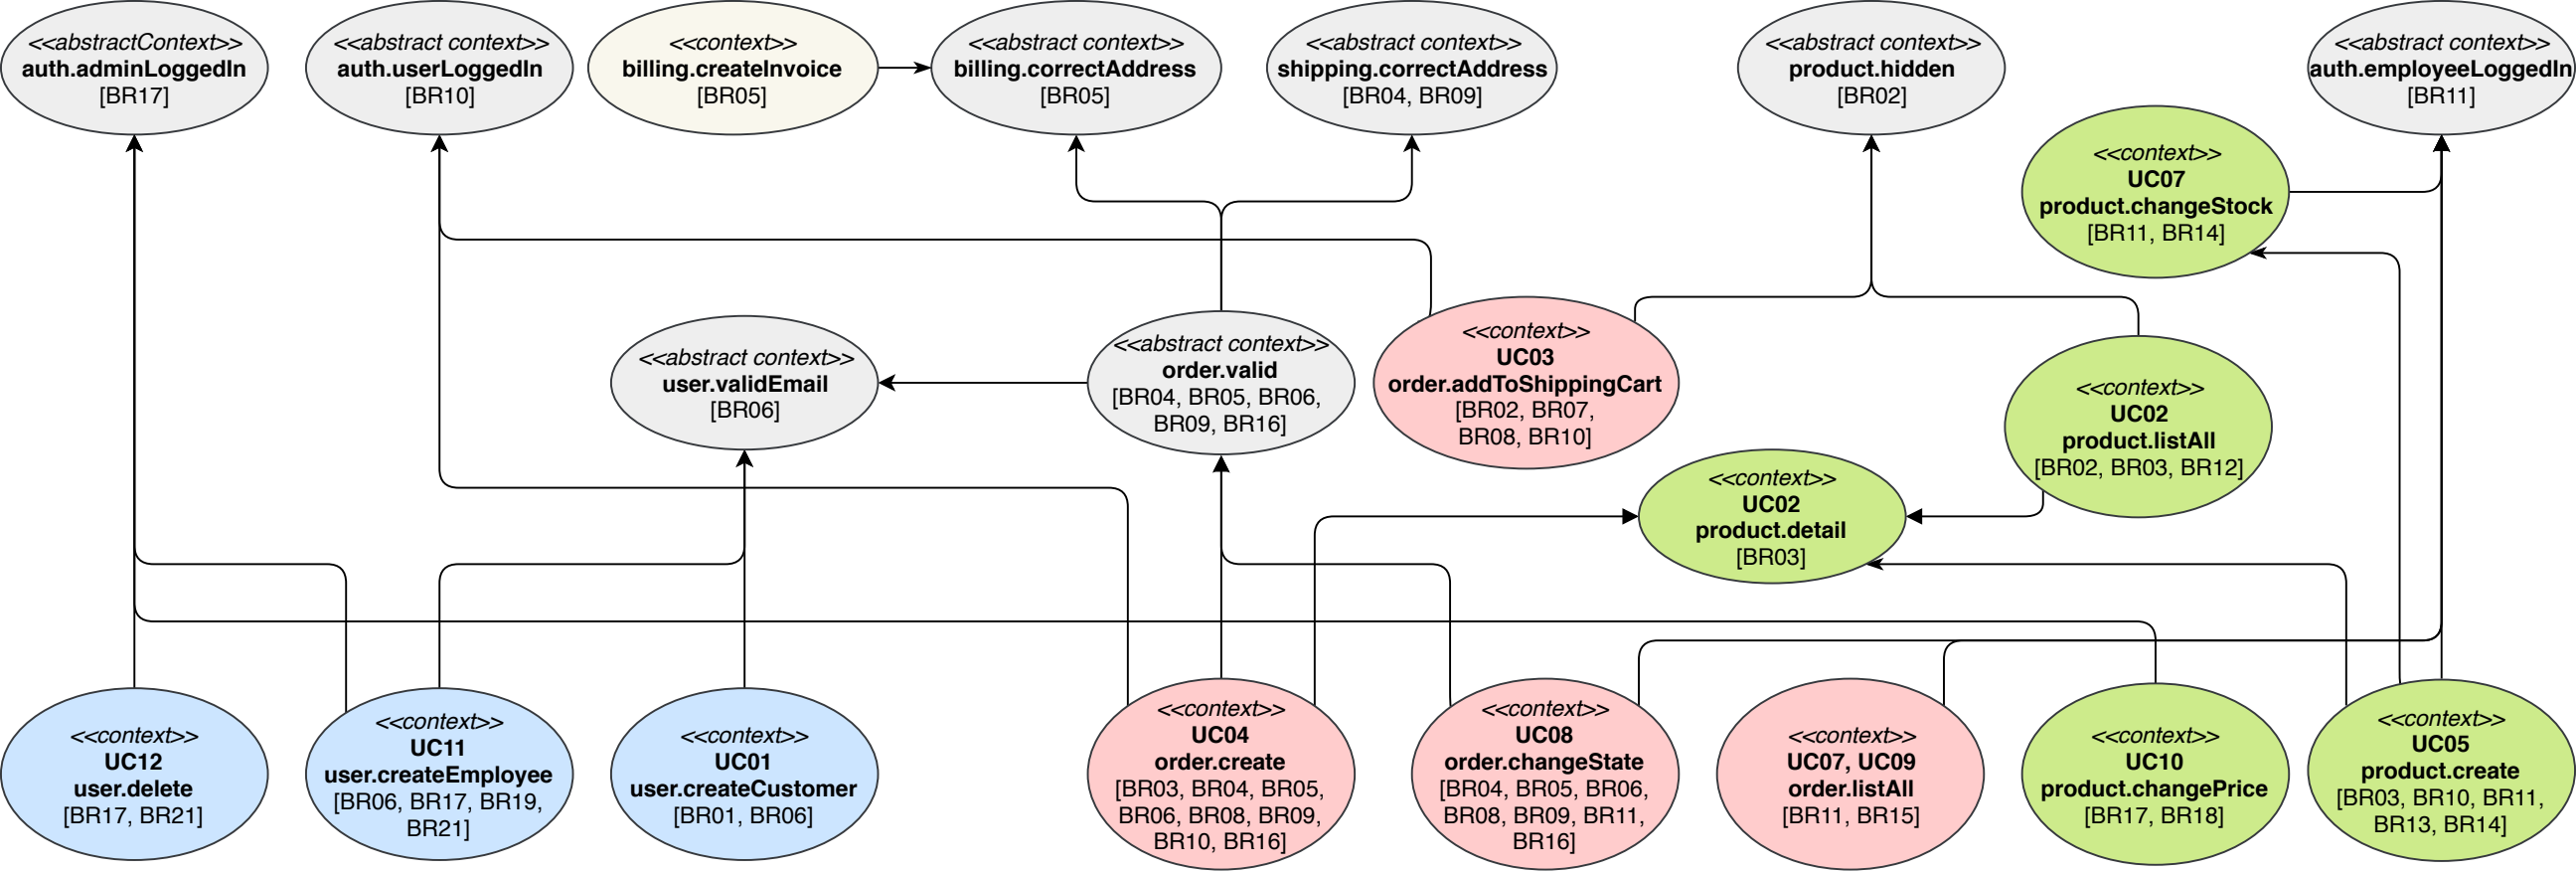 <<abstractContext>>
auth.adminLoggedIn
[BR17]
<<abstract context>>
auth.userLoggedIn
[BR10]
<<context>>
billing.createInvoice
[BR05]
<<abstract context>>
billing.correctAddress
[BR05]
<<abstract context>>
shipping.correctAddress
[BR04, BR09]
<<abstract context>>
product.hidden
[BR02]
<<abstract context>>
auth.employeeLoggedIn
[BR11]
<<context>>
UC07
product.changeStock
[BR11, BR14]
<<abstract context>>
user.validEmail
[BR06]
<<abstract context>>
order.valid
[BR04, BR05, BR06,
BR09, BR16]
<<context>>
UC03
order.addToShippingCart
[BR02, BR07,
BR08, BR10]
<<context>>
UC02
product.listAll
[BR02, BR03, BR12]
<<context>>
UC02
product.detail
[BR03]
<<context>>
UC12
user.delete
[BR17, BR21]
<<context>>
UC11
user.createEmployee
[BR06, BR17, BR19,
BR21]
<<context>>
UC01
user.createCustomer
[BR01, BR06]
<<context>>
UC04
order.create
[BR03, BR04, BR05,
BR06, BR08, BR09,
BR10, BR16]
<<context>>
UC08
order.changeState
[BR04, BR05, BR06,
BR08, BR09, BR11,
BR16]
<<context>>
UC07, UC09
order.listAll
[BR11, BR15]
<<context>>
UC10
product.changePrice
[BR17, BR18]
<<context>>
UC05
product.create
[BR03, BR10, BR11,
BR13, BR14]